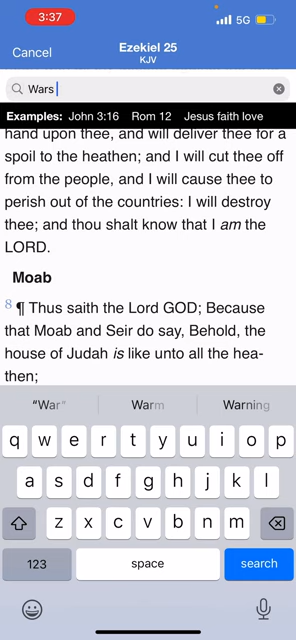 3:37
5G
Cancel
Ezekiel 25
KJV
Wars
Examples: John 3:16 Rom 12 Jesus faith love
hand upon thee, and will deliver thee for a
spoil to the heathen; and I will cut thee off
from the people, and I will cause thee to
perish out of the countries: I will destroy
thee; and thou shalt know that I am the
LORD.
Moab
8 ¶ Thus saith the Lord GOD; Because
that Moab and Seir do say, Behold, the
house of Judah is like unto all the hea-
then;
“War” Warm Warning
q w e r t y u i o p
a s d f g h j k l
z x c v b n m
123 space search